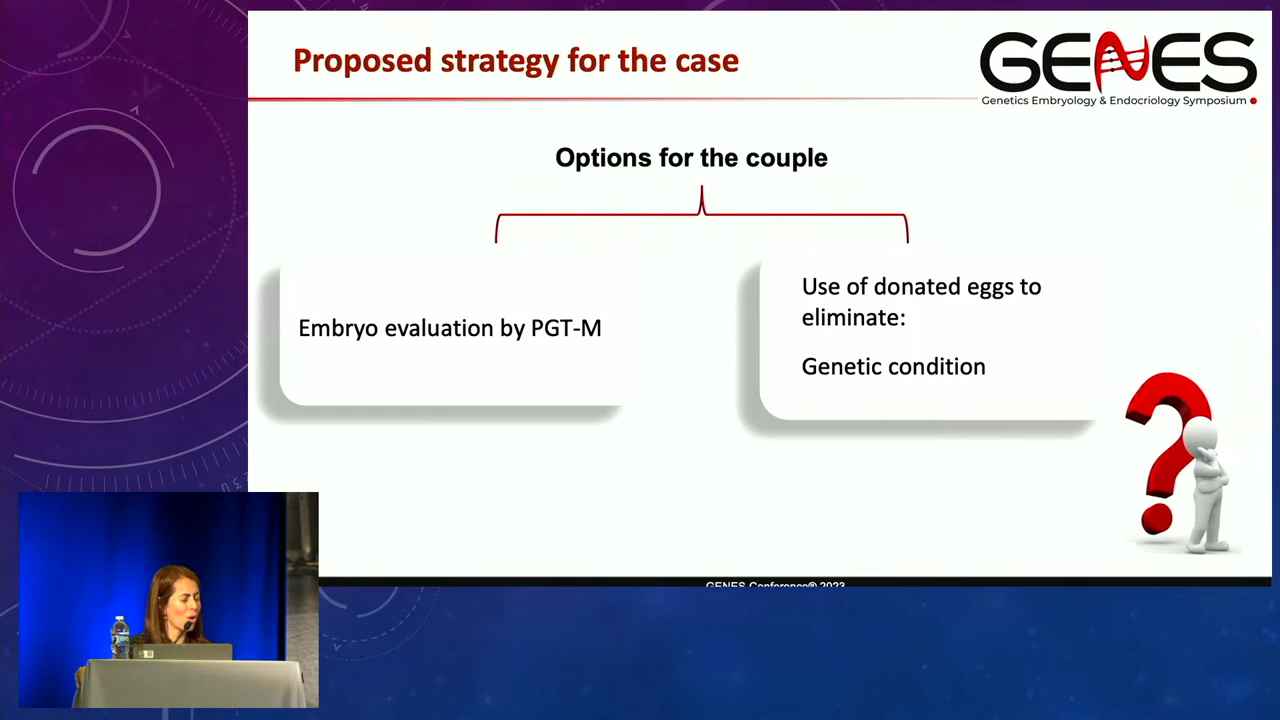 Proposed strategy for the case
GENES
Genetics Embryology & Endocriology Symposium
Options for the couple
Embryo evaluation by PGT-M
Use of donated eggs to
eliminate:
Genetic condition
GENES Conference® 2023